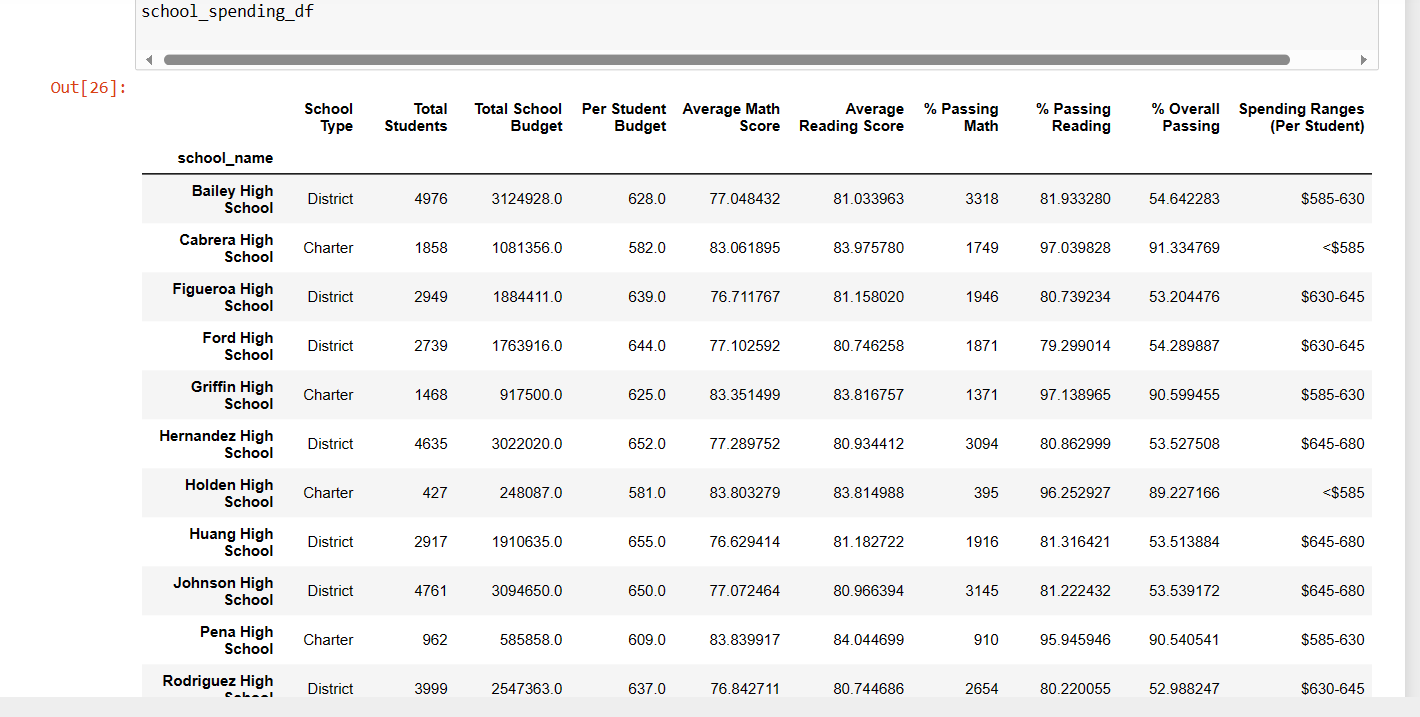 school_spending_df
Out[26]:
School Total Total School Per Student Average Math Average % Passing % Passing % Overall Spending Ranges
Type Students Budget Budget Score Reading Score Math Reading Passing (Per Student)
school_name
Bailey High
School District 4976 3124928.0 628.0 77.048432 81.033963 3318 81.933280 54.642283 $585-630
Cabrera High
School Charter 1858 1081356.0 582.0 83.061895 83.975780 1749 97.039828 91.334769 <$585
Figueroa High
School District 2949 1884411.0 639.0 76.711767 81.158020 1946 80.739234 53.204476 $630-645
Ford High
School District 2739 1763916.0 644.0 77.102592 80.746258 1871 79.299014 54.289887 $630-645
Griffin High
School Charter 1468 917500.0 625.0 83.351499 83.816757 1371 97.138965 90.599455 $585-630
Hernandez High
School District 4635 3022020.0 652.0 77.289752 80.934412 3094 80.862999 53.527508 $645-680
Holden High
School Charter 427 248087.0 581.0 83.803279 83.814988 395 96.252927 89.227166 <$585
Huang High
School District 2917 1910635.0 655.0 76.629414 81.182722 1916 81.316421 53.513884 $645-680
Johnson High
School District 4761 3094650.0 650.0 77.072464 80.966394 3145 81.222432 53.539172 $645-680
Pena High
School Charter 962 585858.0 609.0 83.839917 84.044699 910 95.945946 90.540541 $585-630
Rodriguez High
School District 3999 2547363.0 637.0 76.842711 80.744686 2654 80.220055 52.988247 $630-645